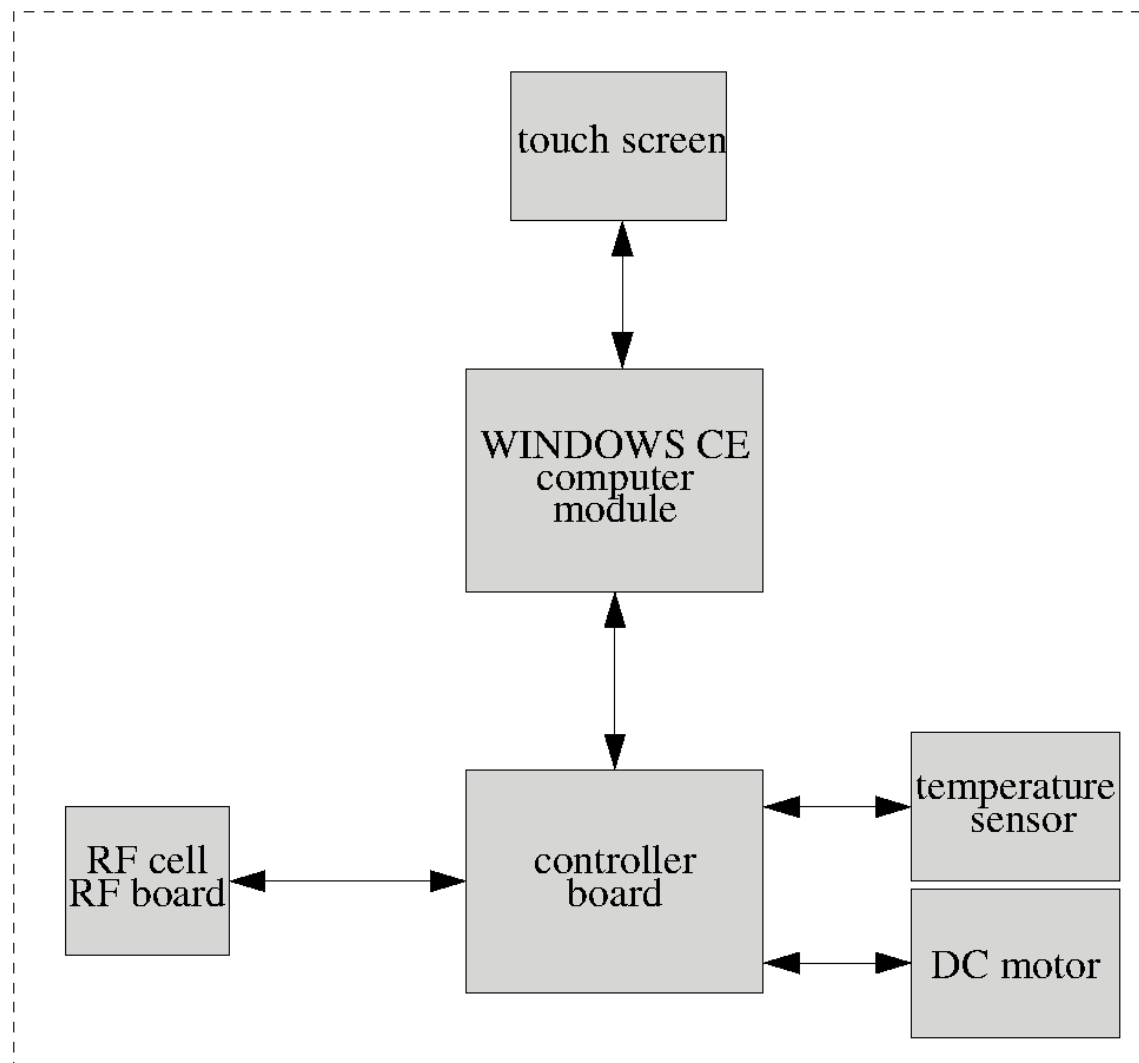 touch screen
WINDOWS CE
computer
module
temperature
sensor
RF cell
RF board
controller
board
DC motor